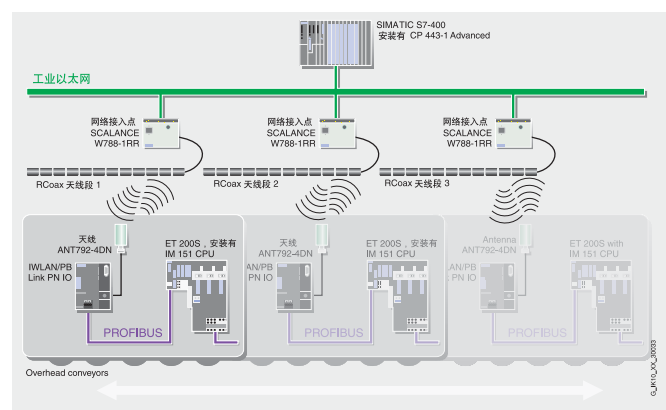 SIMATIC S7-400
安装有 CP 443-1 Advanced
工业以太网
网络接入点
SCALANCE
W788-1RR
网络接入点
SCALANCE
W788-1RR
网络接入点
SCALANCE
W788-1RR
RCoax 天线段 1
RCoax 天线段 2
RCoax 天线段 3
天线
ANT792-4DN
ET 200S，安装有
IM 151 CPU
IWLAN/PB
Link PN IO
PROFIBUS
天线
ANT792-4DN
ET 200S，安装有
IM 151 CPU
AN/PB
PN IO
PROFIBUS
Antenna
ANT792-4DN
ET 200S with
IM 151 CPU
AN/PB
PN IO
PROFIBUS
Overhead conveyors
G_IK10_XX_30033